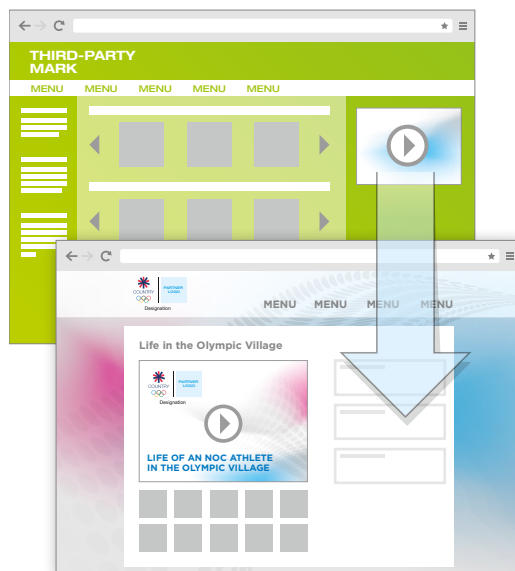 THIRD-PARTY
MARK
MENU MENU MENU MENU MENU
COUNTRY
PARTNER
LOGO
Designation
MENU MENU MENU MENU
Life in the Olympic Village
COUNTRY
PARTNER
LOGO
Designation
LIFE OF AN NOC ATHLETE
IN THE OLYMPIC VILLAGE